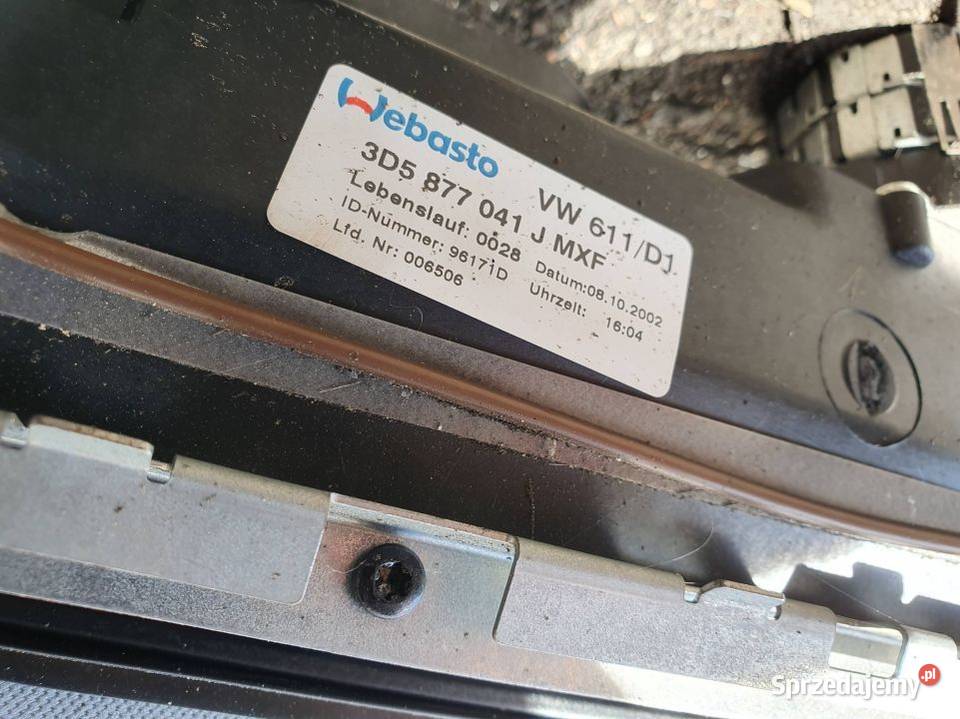 Webasto
VW 611/D1
3D5 877 041 J MXF
Lebenslauf: 0028
Datum:08.10.2002
ID-Nummer: 96171D
Uhrzeit: 16:04
Lfd. Nr: 006506
Sprzedajemy.pl